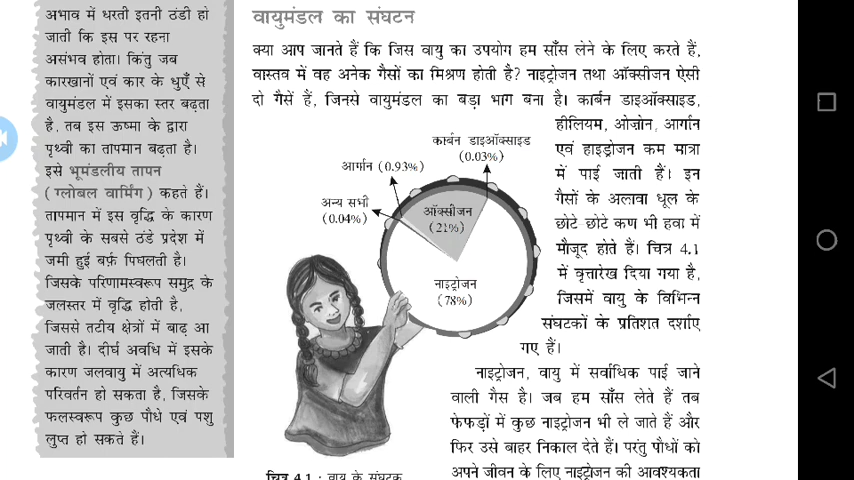 अभाव में धरती इतनी ठंडी हो
जाती कि इस पर रहना
असंभव होता। किंतु जब
कारखानों एवं कार के धुएँ से
वायुमंडल में इसका स्तर बढ़ता
है, तब इस ऊष्मा के द्वारा
पृथ्वी का तापमान बढ़ता है।
इसे भूमंडलीय तापन
(ग्लोबल वार्मिंग) कहते हैं।
तापमान में इस वृद्धि के कारण
पृथ्वी के सबसे ठंडे प्रदेश में
जमी हुई बर्फ़ पिघलती है।
जिसके परिणामस्वरूप समुद्र के
जलस्तर में वृद्धि होती है,
जिससे तटीय क्षेत्रों में बाढ़ आ
जाती है। दीर्घ अवधि में इसके
कारण जलवायु में अत्यधिक
परिवर्तन हो सकता है, जिसके
फलस्वरूप कुछ पौधे एवं पशु
लुप्त हो सकते हैं।
वायुमंडल का संघटन
क्या आप जानते हैं कि जिस वायु का उपयोग हम साँस लेने के लिए करते हैं,
वास्तव में वह अनेक गैसों का मिश्रण होती है? नाइट्रोजन तथा ऑक्सीजन ऐसी
दो गैसें हैं, जिनसे वायुमंडल का बड़ा भाग बना है। कार्बन डाइऑक्साइड,
हीलियम, ओज़ोन, आर्गान
एवं हाइड्रोजन कम मात्रा
में पाई जाती हैं। इन
गैसों के अलावा धूल के
छोटे-छोटे कण भी हवा में
मौजूद होते हैं। चित्र 4.1
में वृत्तारेख दिया गया है,
जिसमें वायु के विभिन्न
संघटकों के प्रतिशत दर्शाए
गए हैं।
कार्बन डाइऑक्साइड
(0.03%)
आर्गान (0.93%)
अन्य सभी
(0.04%)
ऑक्सीजन
(21%)
नाइट्रोजन
(78%)
चित्र 4.1 : वायु के संघटक
नाइट्रोजन, वायु में सर्वाधिक पाई जाने
वाली गैस है। जब हम साँस लेते हैं तब
फेफड़ों में कुछ नाइट्रोजन भी ले जाते हैं और
फिर उसे बाहर निकाल देते हैं। परंतु पौधों को
अपने जीवन के लिए नाइट्रोजन की आवश्यकता